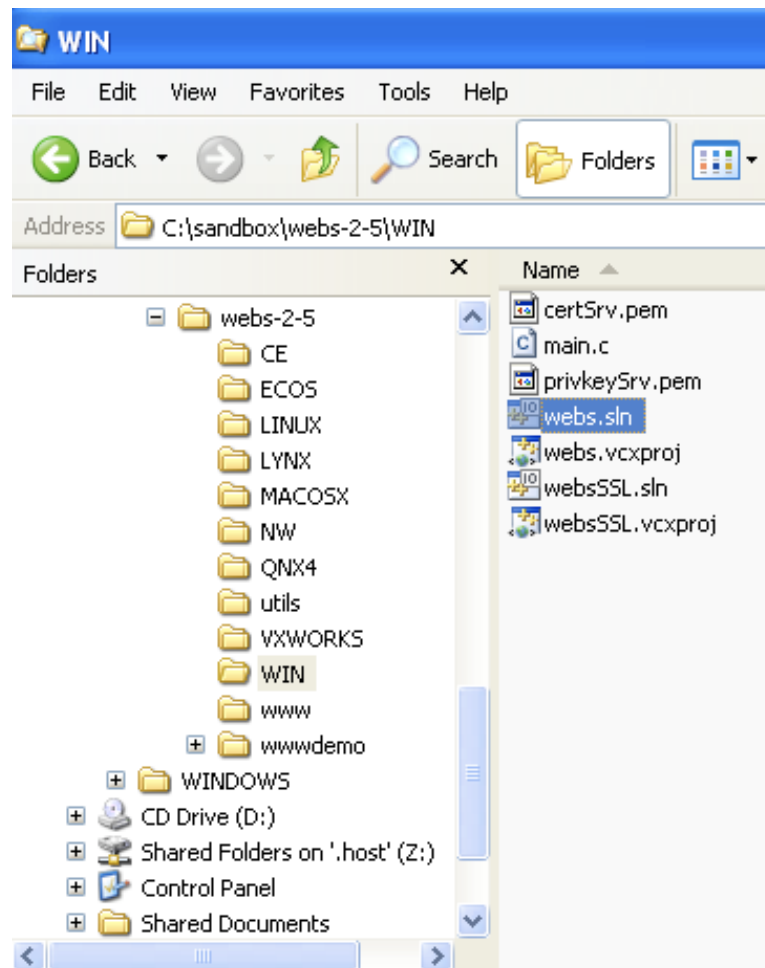 WIN
File Edit View Favorites Tools Help
Back Search Folders
Address C:\sandbox\webs-2-5\WIN
Folders
webs-2-5
CE
ECOS
LINUX
LYNX
MACOSX
NW
QNX4
utils
VXWORKS
WIN
www
wwwdemo
WINDOWS
CD Drive (D:)
Shared Folders on '.host' (Z:)
Control Panel
Shared Documents
Name
certSrv.pem
main.c
privkeySrv.pem
webs.sln
webs.vcxproj
websSSL.sln
websSSL.vcxproj